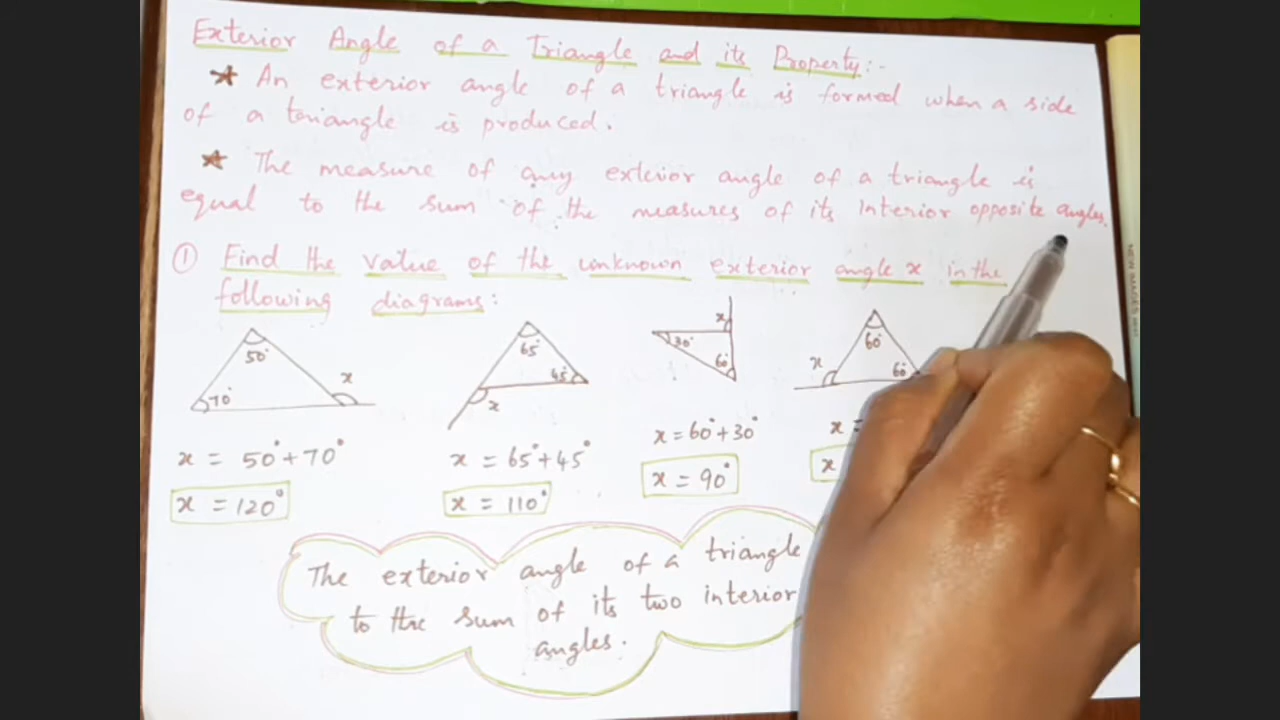 Exterior Angle of a Triangle and its Property:-
★ An exterior angle of a triangle is formed when a side
of a triangle is produced.
★ The measure of any exterior angle of a triangle is
equal to the sum of the measures of its interior opposite angles.
① Find the value of the unknown exterior angle x in the
following diagrams:
50° 70° x
65° 45° x
x 30° 60°
60° x 60°
x = 50° + 70°
x = 120°
x = 65° + 45°
x = 110°
x = 60° + 30°
x = 90°
x =
x
The exterior angle of a triangle
to the sum of its two interior
angles.